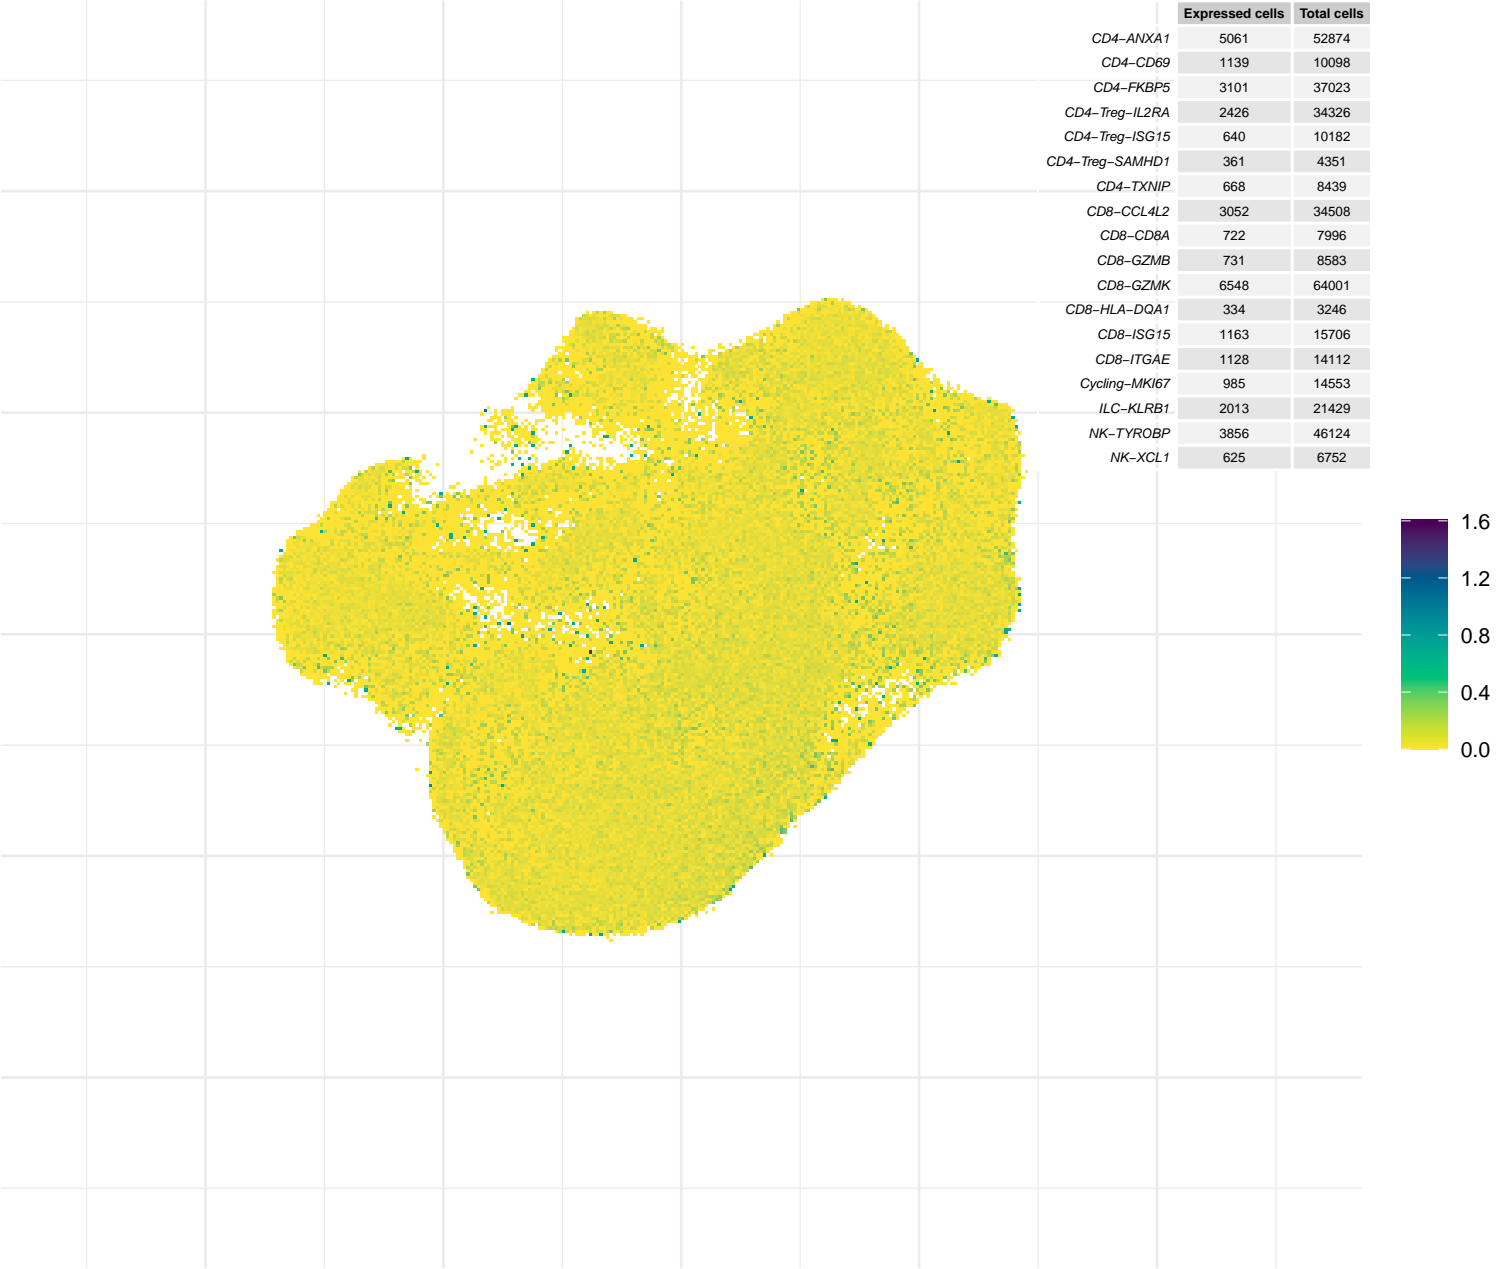 Expressed cells Total cells
CD4−ANXA1 5061 52874
CD4−CD69 1139 10098
CD4−FKBP5 3101 37023
CD4−Treg−IL2RA 2426 34326
CD4−Treg−ISG15 640 10182
CD4−Treg−SAMHD1 361 4351
CD4−TXNIP 668 8439
CD8−CCL4L2 3052 34508
CD8−CD8A 722 7996
CD8−GZMB 731 8583
CD8−GZMK 6548 64001
CD8−HLA−DQA1 334 3246
CD8−ISG15 1163 15706
CD8−ITGAE 1128 14112
Cycling−MKI67 985 14553
ILC−KLRB1 2013 21429
NK−TYROBP 3856 46124
NK−XCL1 625 6752
1.6
1.2
0.8
0.4
0.0